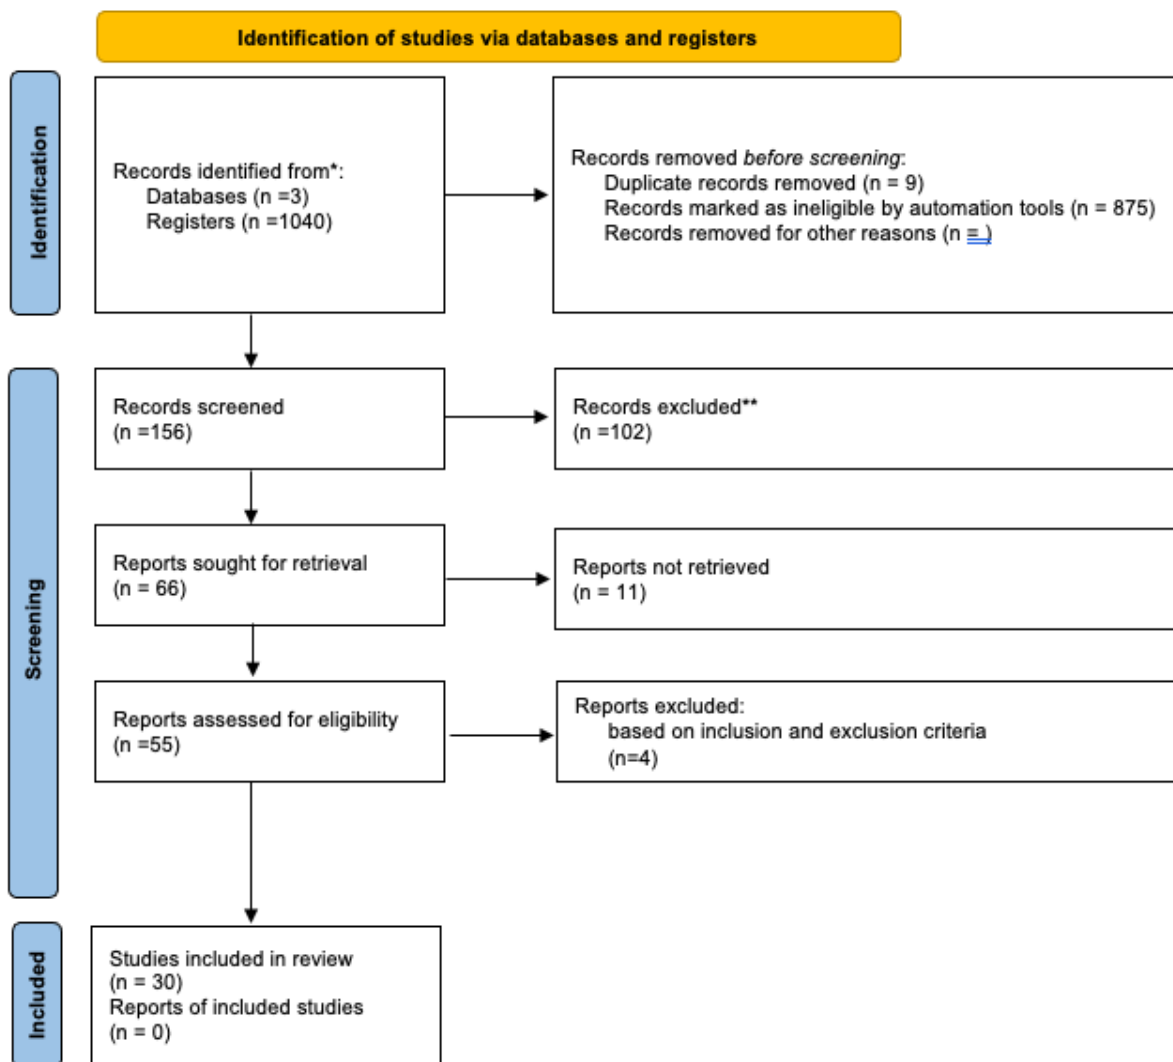 Identification of studies via databases and registers
Identification
Records identified from*:
Databases (n =3)
Registers (n =1040)
Records removed before screening:
Duplicate records removed (n = 9)
Records marked as ineligible by automation tools (n = 875)
Records removed for other reasons (n = )
Screening
Records screened
(n =156)
Records excluded**
(n =102)
Reports sought for retrieval
(n = 66)
Reports not retrieved
(n = 11)
Reports assessed for eligibility
(n =55)
Reports excluded:
based on inclusion and exclusion criteria
(n=4)
Included
Studies included in review
(n = 30)
Reports of included studies
(n = 0)